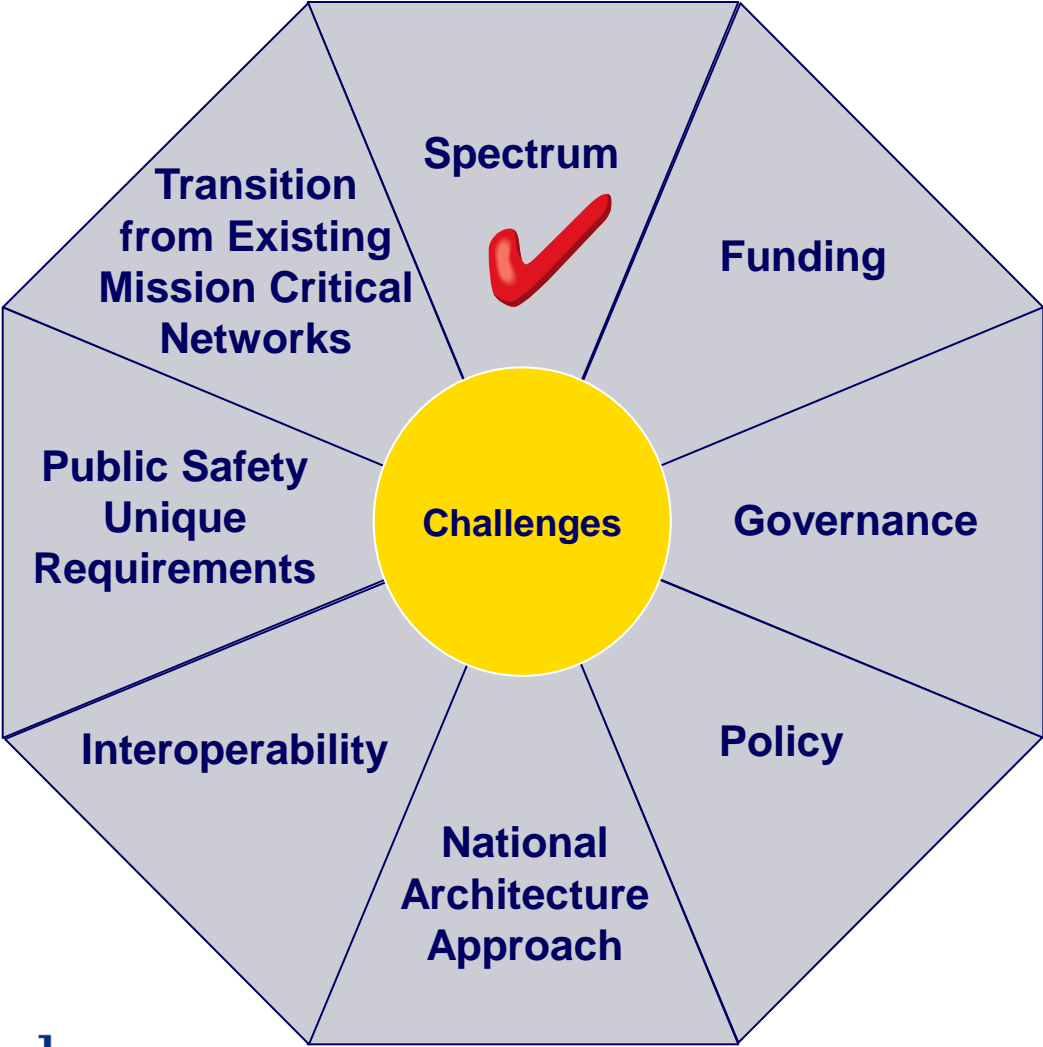 Spectrum
Transition
from Existing
Mission Critical
Networks
Funding
Public Safety
Unique
Requirements
Challenges
Governance
Interoperability
Policy
National
Architecture
Approach